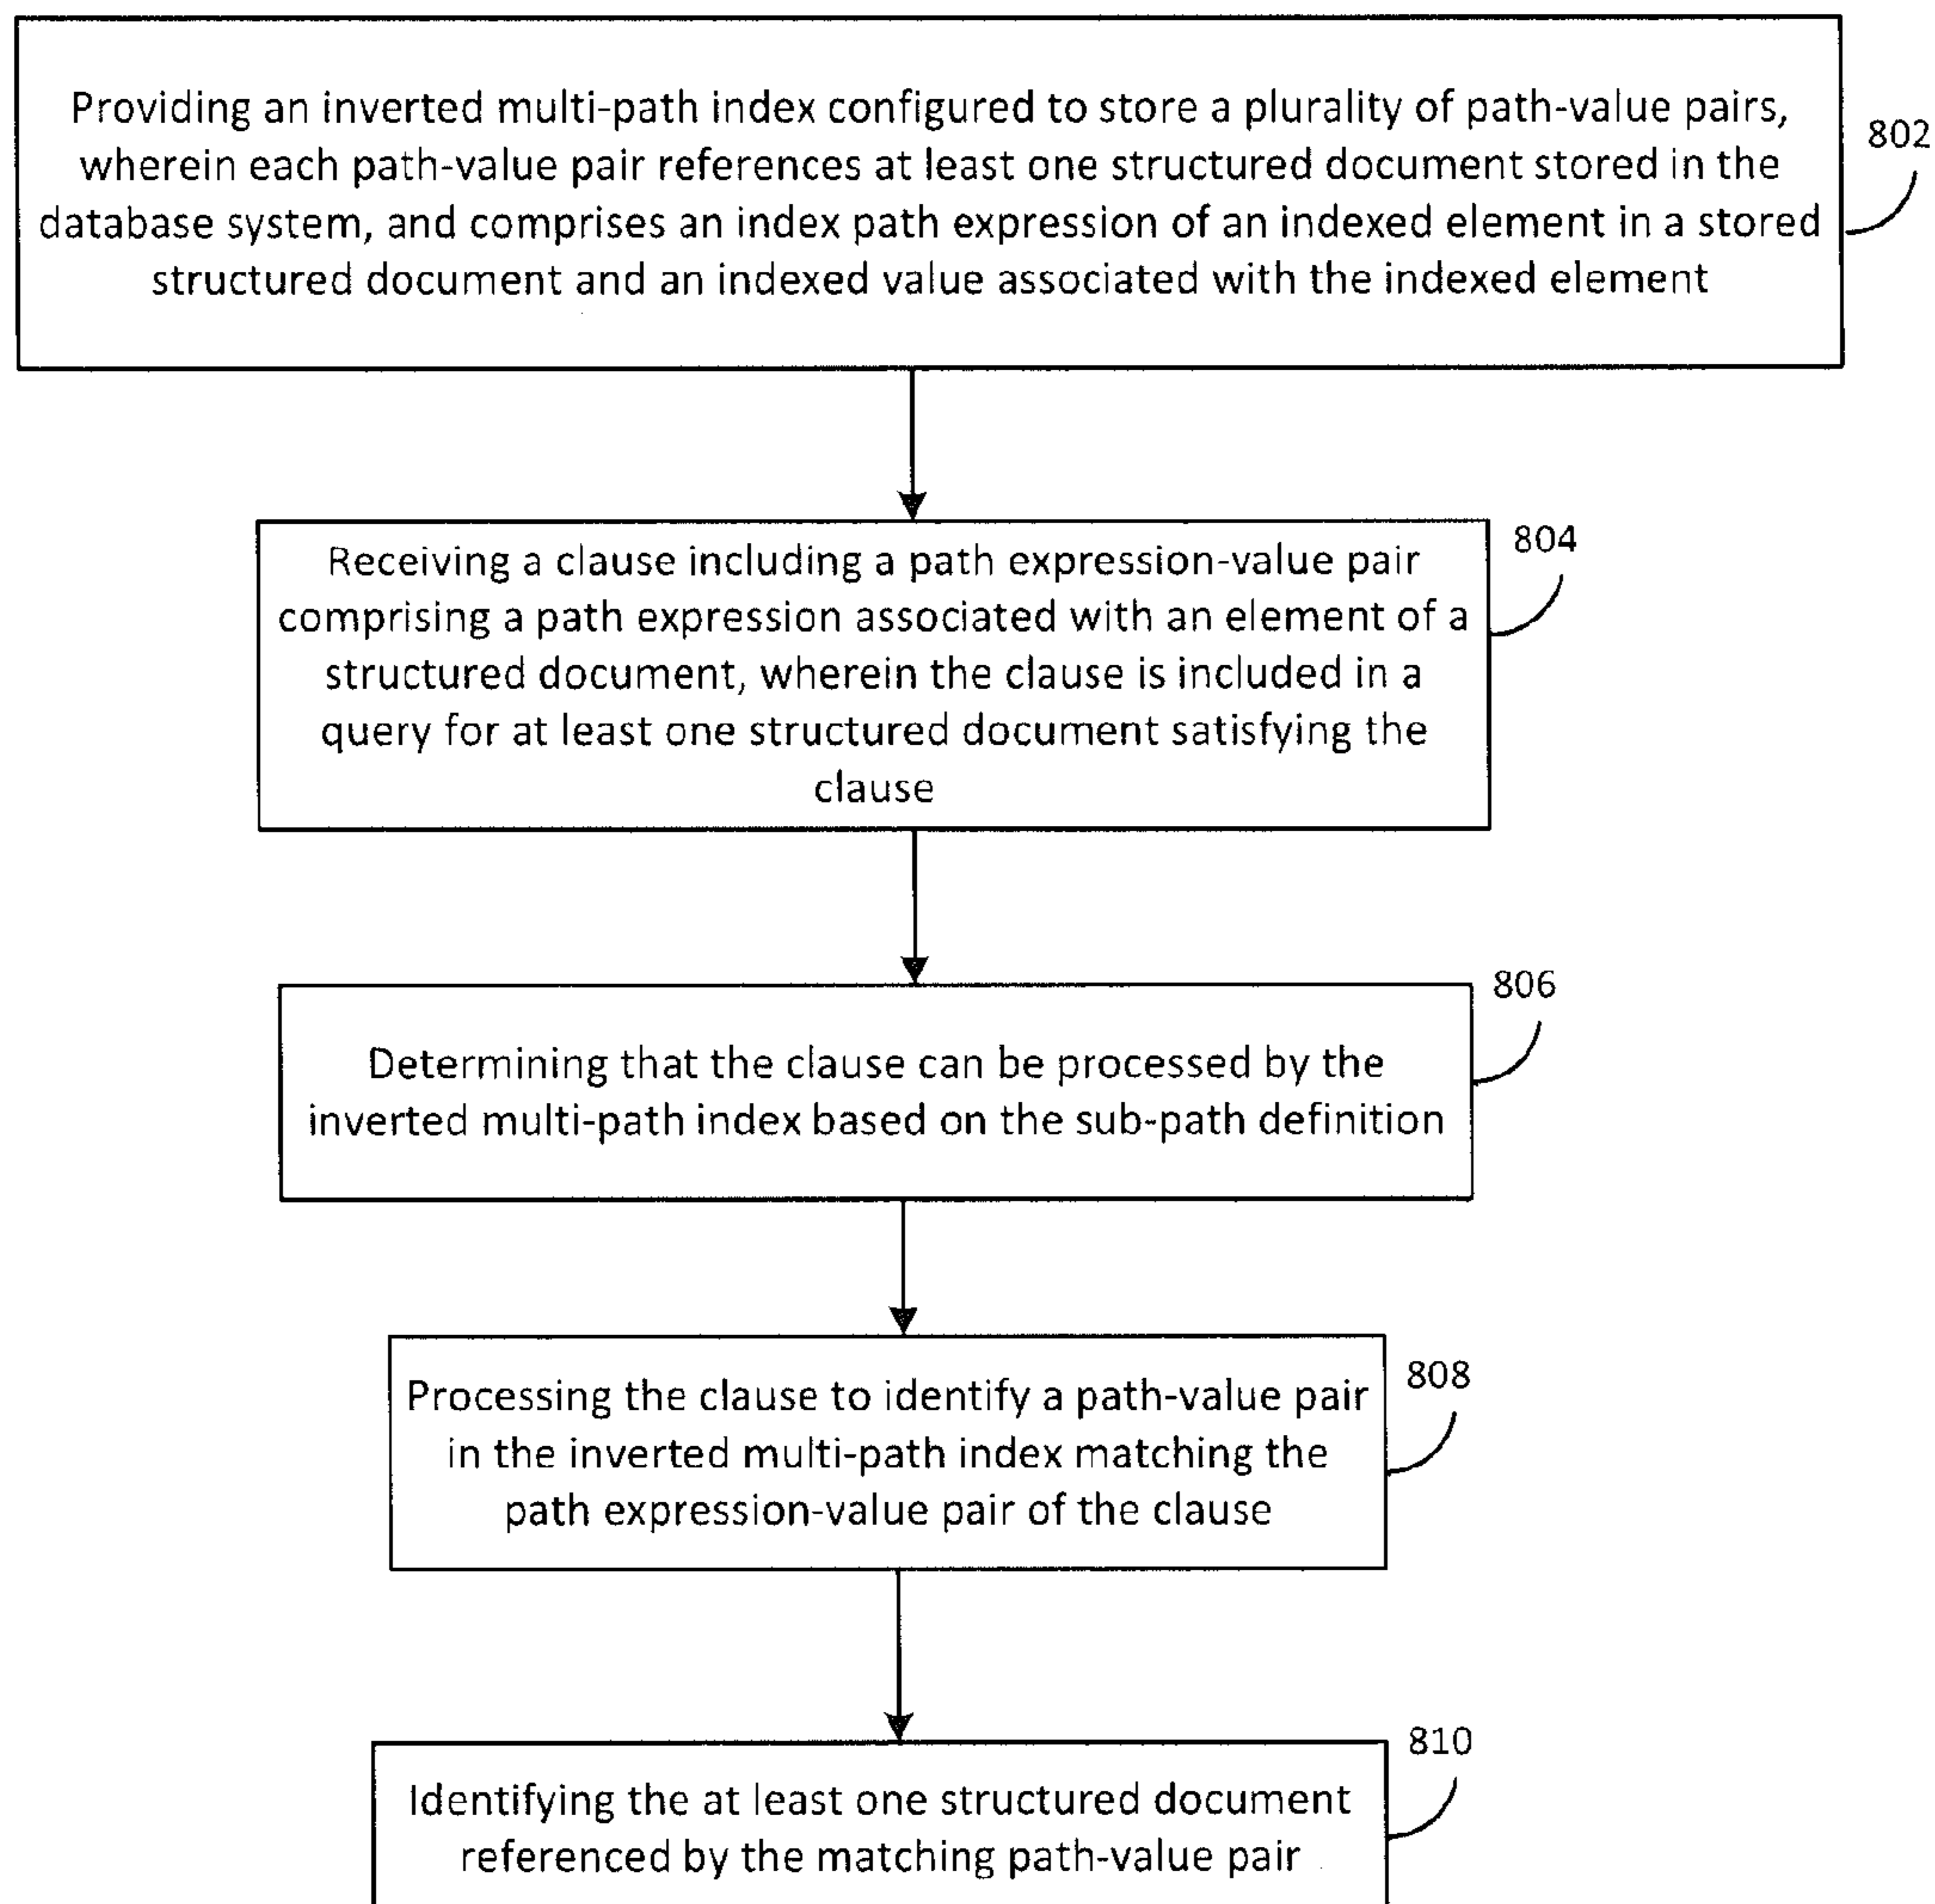 Providing an inverted multi-path index configured to store a plurality of path-value pairs,
wherein each path-value pair references at least one structured document stored in the
database system, and comprises an index path expression of an indexed element in a stored
structured document and an indexed value associated with the indexed element
802
Receiving a clause including a path expression-value pair
comprising a path expression associated with an element of a
structured document, wherein the clause is included in a
query for at least one structured document satisfying the
clause
804
Determining that the clause can be processed by the
inverted multi-path index based on the sub-path definition
806
Processing the clause to identify a path-value pair
in the inverted multi-path index matching the
path expression-value pair of the clause
808
Identifying the at least one structured document
referenced by the matching path-value pair
810